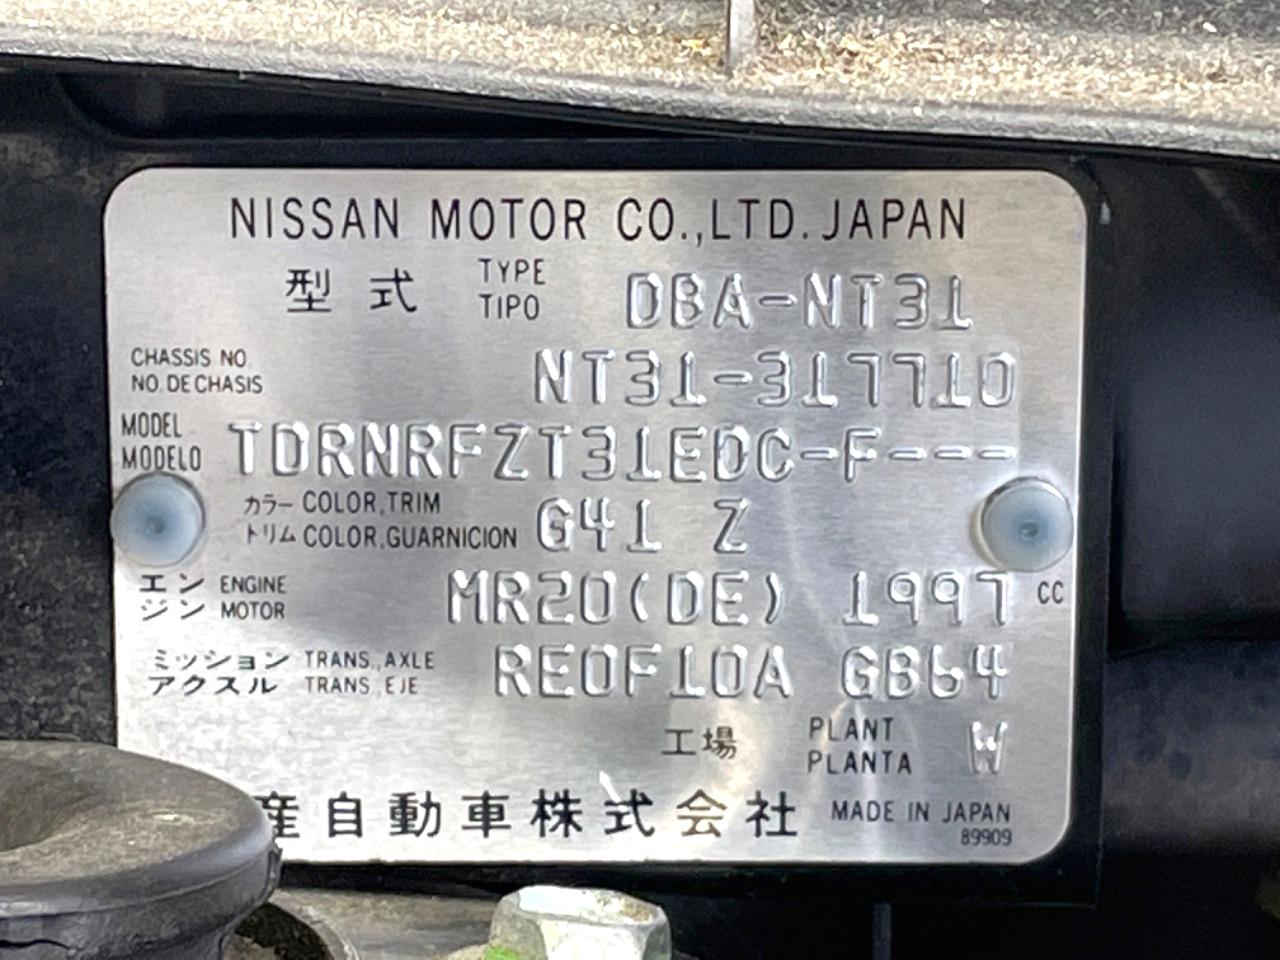 NISSAN MOTOR CO.,LTD. JAPAN
型式 TYPE TIPO DBA-NT31
CHASSIS NO. NO. DE CHASIS NT31-317710
MODEL MODELO TDRNRFZT31EDC-F---
カラー COLOR,TRIM トリム COLOR,GUARNICION G41 Z
エンジン ENGINE MOTOR MR20(DE) 1997 CC
ミッション TRANS.,AXLE アクスル TRANS.,EJE RE0F10A GB64
工場 PLANT PLANTA W
産自動車株式会社 MADE IN JAPAN
89909